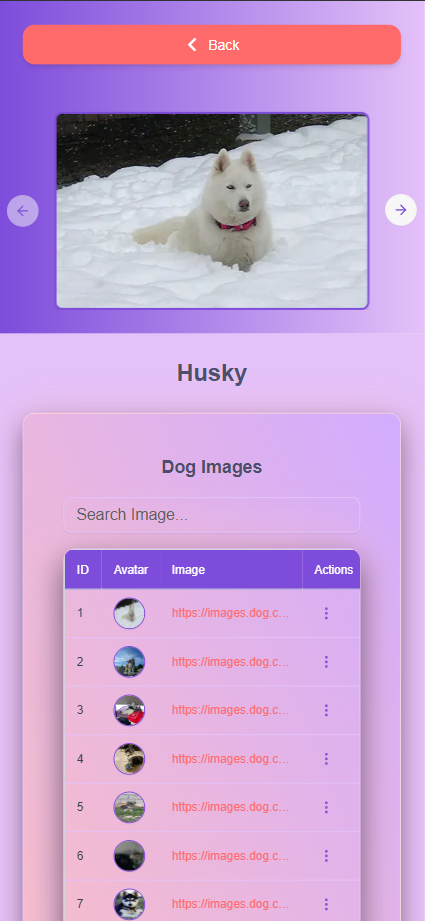 Back
Husky
Dog Images
Search Image...
ID Avatar Image Actions
1 https://images.dog.c...
2 https://images.dog.c...
3 https://images.dog.c...
4 https://images.dog.c...
5 https://images.dog.c...
6 https://images.dog.c...
7 https://images.dog.c...